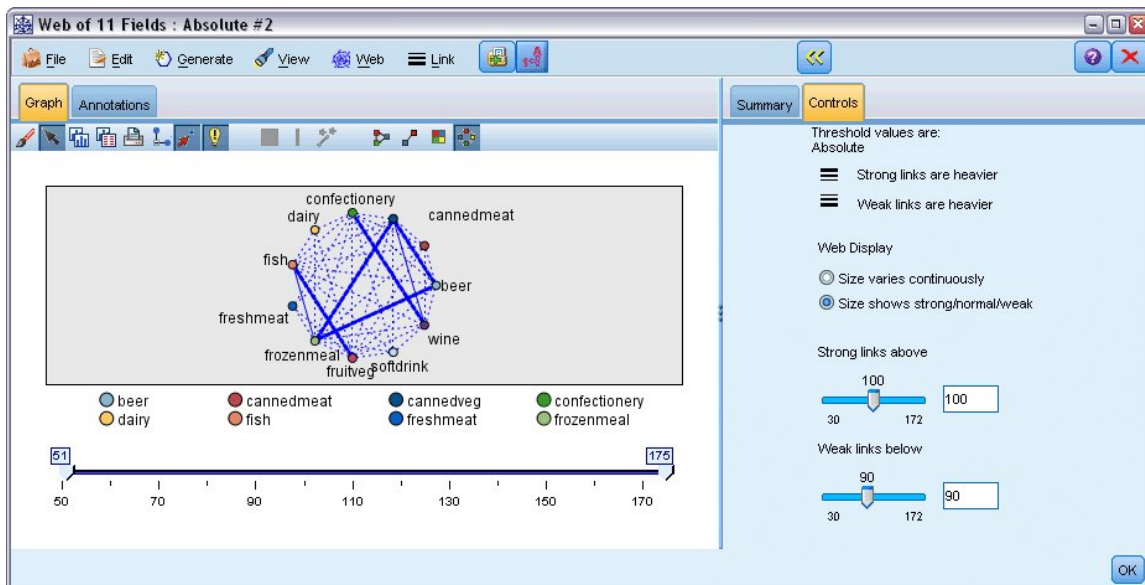 Web of 11 Fields : Absolute #2
File Edit Generate View Web Link
Graph Annotations
confectionery
dairy
cannedmeat
fish
beer
freshmeat
wine
frozenmeal
softdrink
fruitveg
beer cannedmeat cannedveg confectionery
dairy fish freshmeat frozenmeal
51 175
50 70 90 110 130 150 170
Summary Controls
Threshold values are:
Absolute
Strong links are heavier
Weak links are heavier
Web Display
Size varies continuously
Size shows strong/normal/weak
Strong links above
100
100
30 172
Weak links below
90
90
30 172
OK